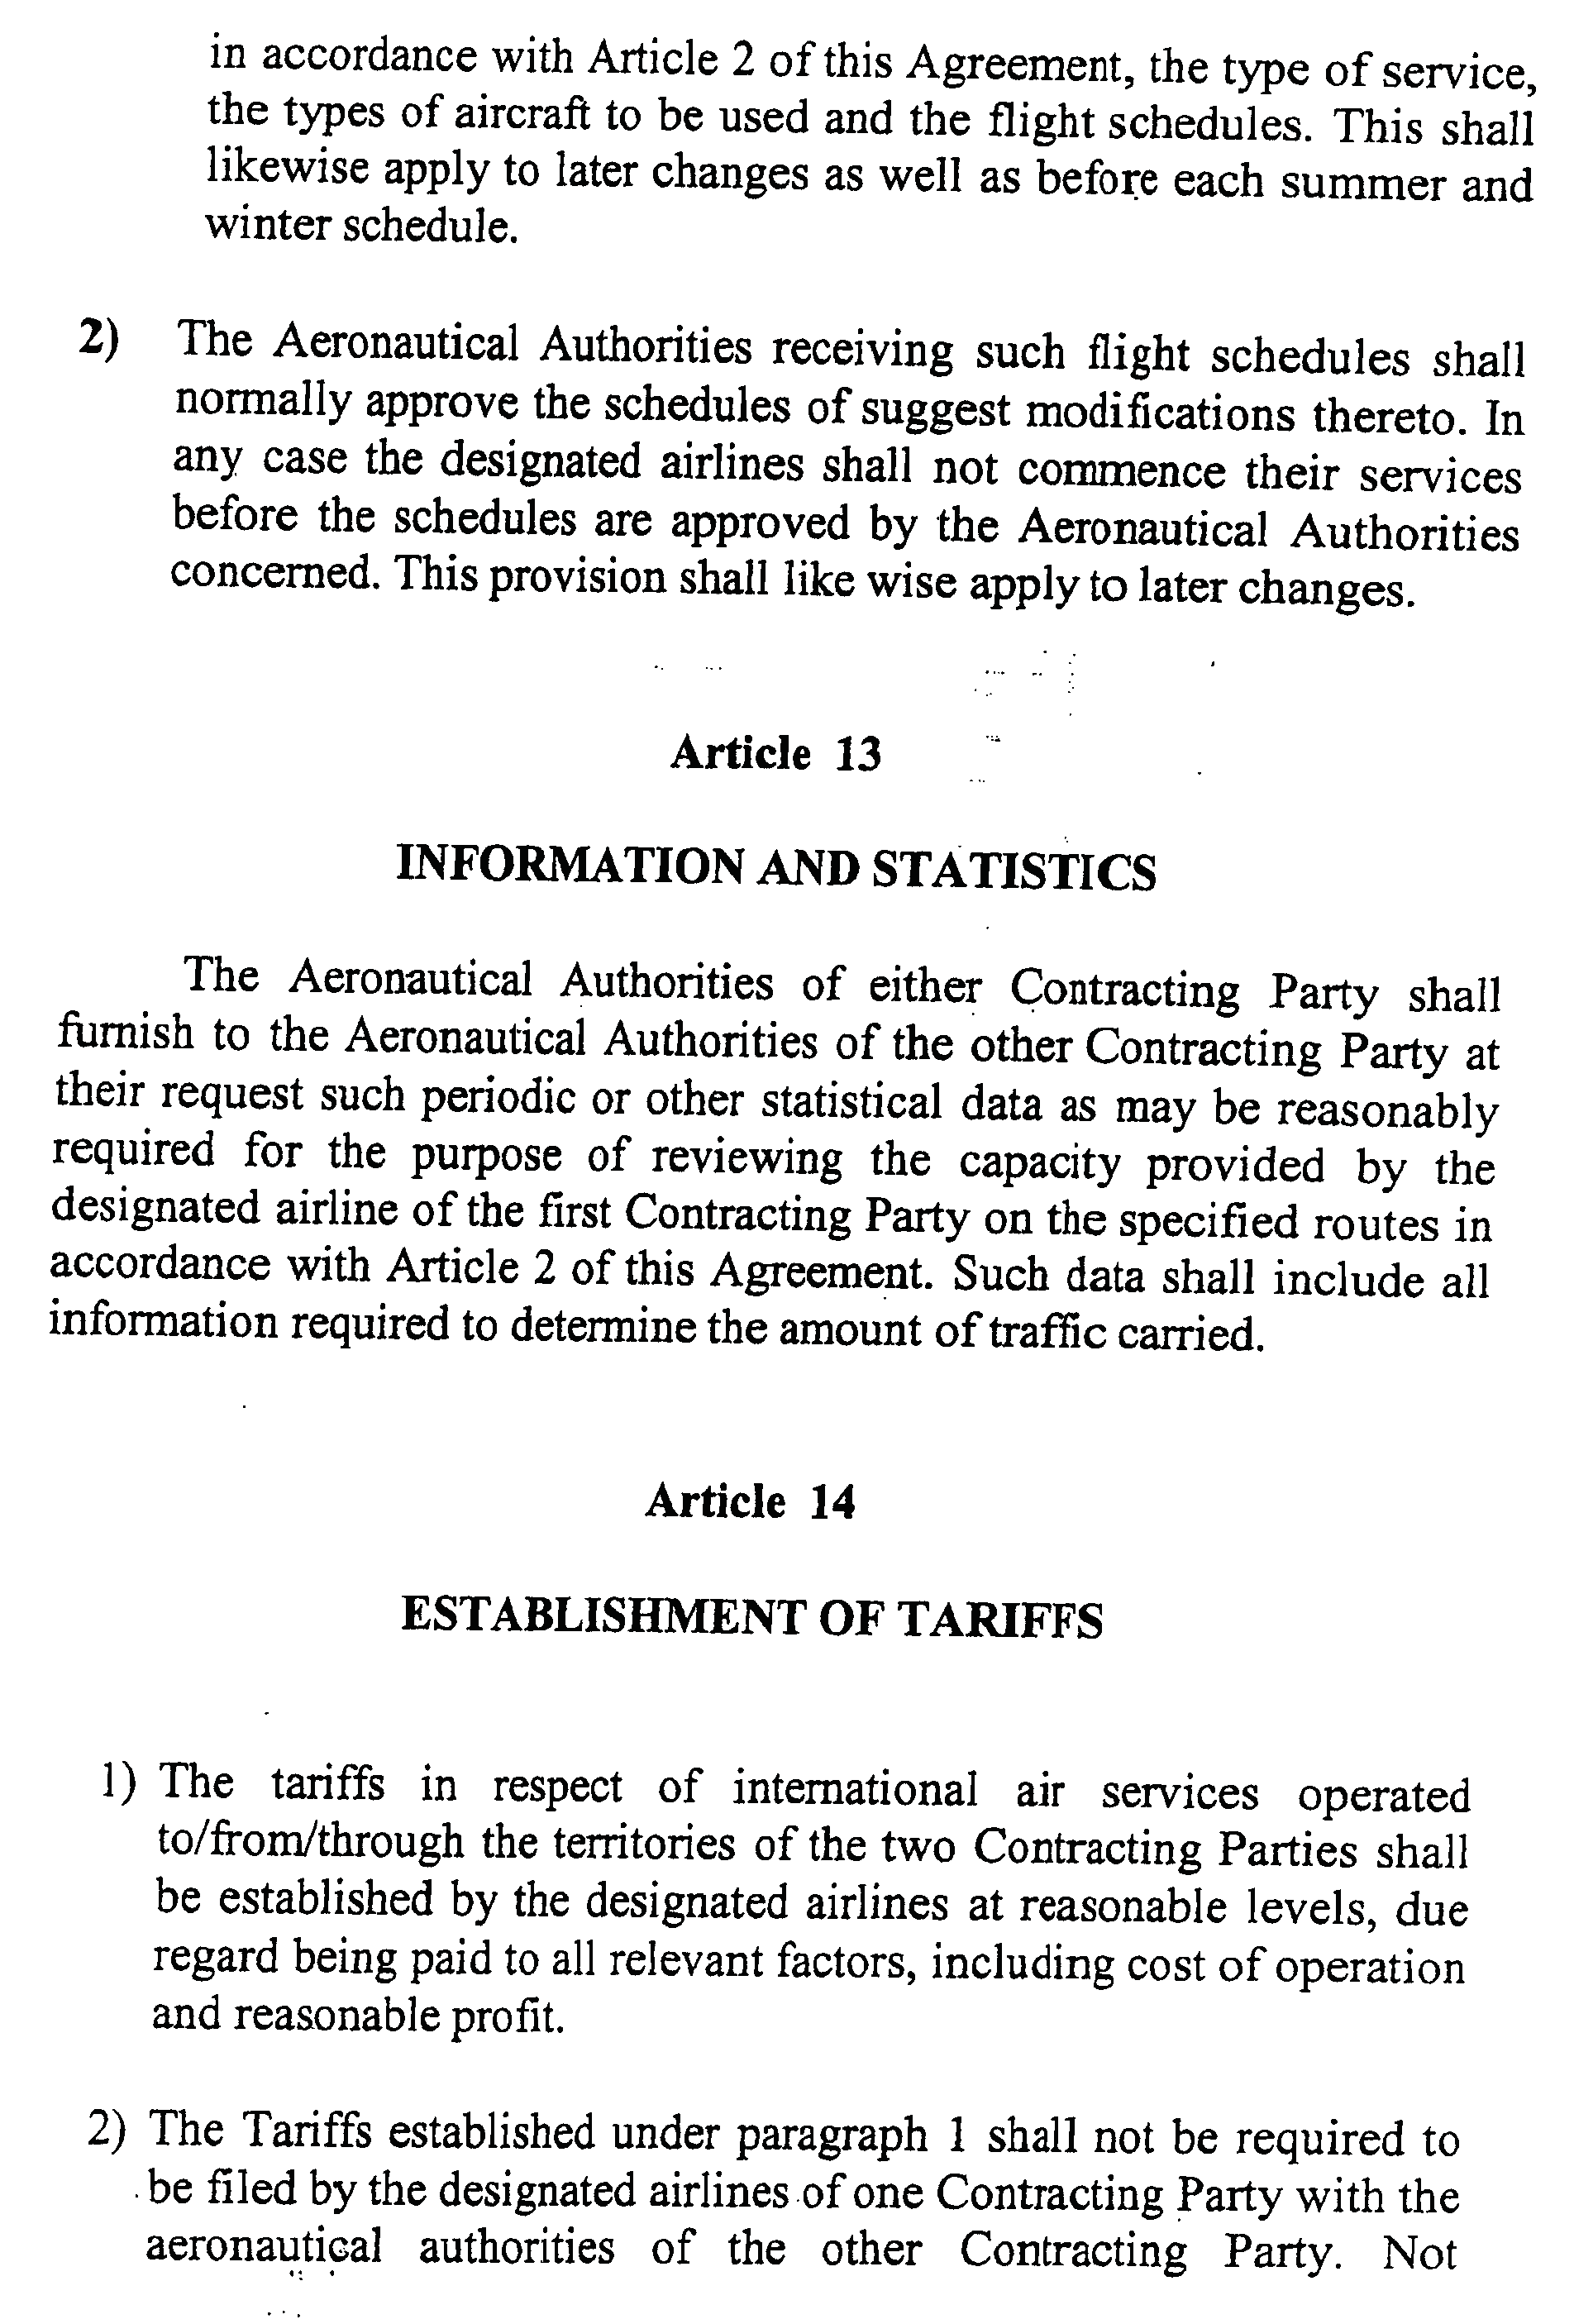 in accordance with Article 2 of this Agreement, the type of service,
the types of aircraft to be used and the flight schedules. This shall
likewise apply to later changes as well as before each summer and
winter schedule.
2) The Aeronautical Authorities receiving such flight schedules shall
normally approve the schedules of suggest modifications thereto. In
any case the designated airlines shall not commence their services
before the schedules are approved by the Aeronautical Authorities
concerned. This provision shall like wise apply to later changes.
Article 13
INFORMATION AND STATISTICS
The Aeronautical Authorities of either Contracting Party shall
furnish to the Aeronautical Authorities of the other Contracting Party at
their request such periodic or other statistical data as may be reasonably
required for the purpose of reviewing the capacity provided by the
designated airline of the first Contracting Party on the specified routes in
accordance with Article 2 of this Agreement. Such data shall include all
information required to determine the amount of traffic carried.
Article 14
ESTABLISHMENT OF TARIFFS
1) The tariffs in respect of international air services operated
to/from/through the territories of the two Contracting Parties shall
be established by the designated airlines at reasonable levels, due
regard being paid to all relevant factors, including cost of operation
and reasonable profit.
2) The Tariffs established under paragraph 1 shall not be required to
be filed by the designated airlines of one Contracting Party with the
aeronautical authorities of the other Contracting Party. Not